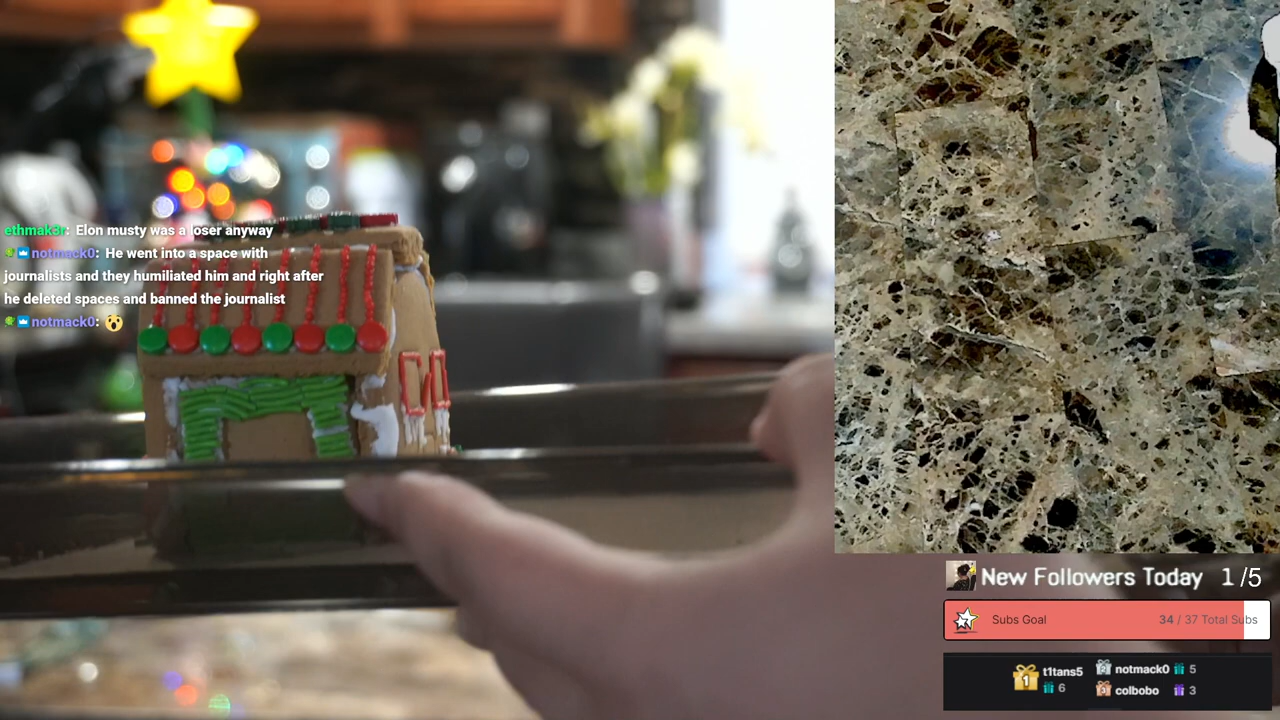 ethmak3r: Elon musty was a loser anyway
notmack0: He went into a space with
journalists and they humiliated him and right after
he deleted spaces and banned the journalist
notmack0:
New Followers Today 1 /5
Subs Goal 34 / 37 Total Subs
1 t1tans5 6
notmack0 5
colbobo 3